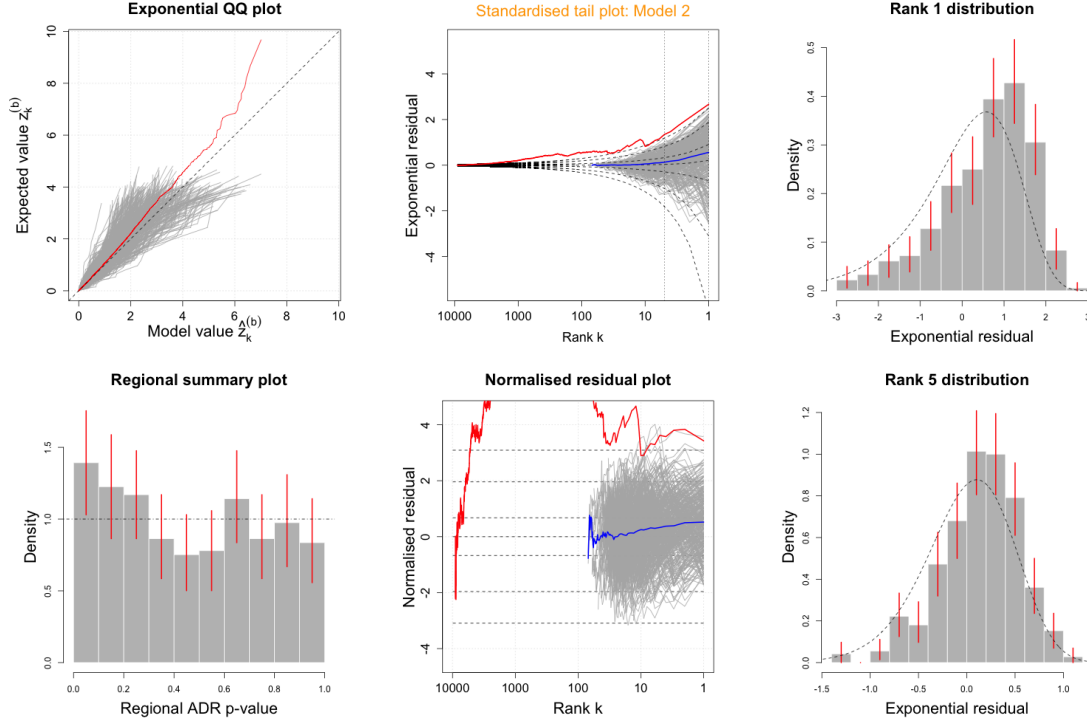 Exponential QQ plot
Expected value z_k^(b)
10
8
6
4
2
0
0 2 4 6 8 10
Model value ẑ_k^(b)
Standardised tail plot: Model 2
Exponential residual
4
2
0
-2
-4
10000 1000 100 10 1
Rank k
Rank 1 distribution
Density
0.5
0.4
0.3
0.2
0.1
0.0
-3 -2 -1 0 1 2 3
Exponential residual
Regional summary plot
Density
1.5
1.0
0.5
0.0
0.0 0.2 0.4 0.6 0.8 1.0
Regional ADR p-value
Normalised residual plot
Normalised residual
4
2
0
-2
-4
10000 1000 100 10 1
Rank k
Rank 5 distribution
Density
1.2
1.0
0.8
0.6
0.4
0.2
0.0
-1.5 -1.0 -0.5 0.0 0.5 1.0
Exponential residual